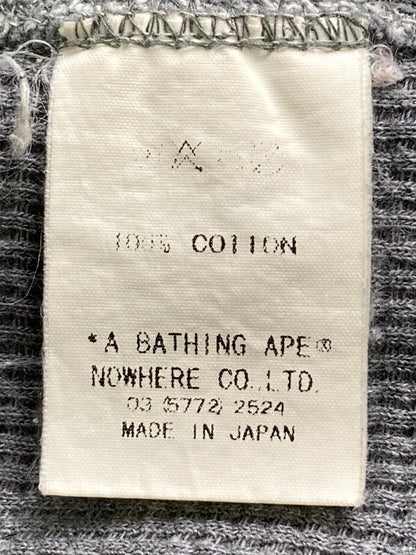 100% COTTON
*A BATHING APE®
NOWHERE CO.,LTD.
03 (5772) 2524
MADE IN JAPAN